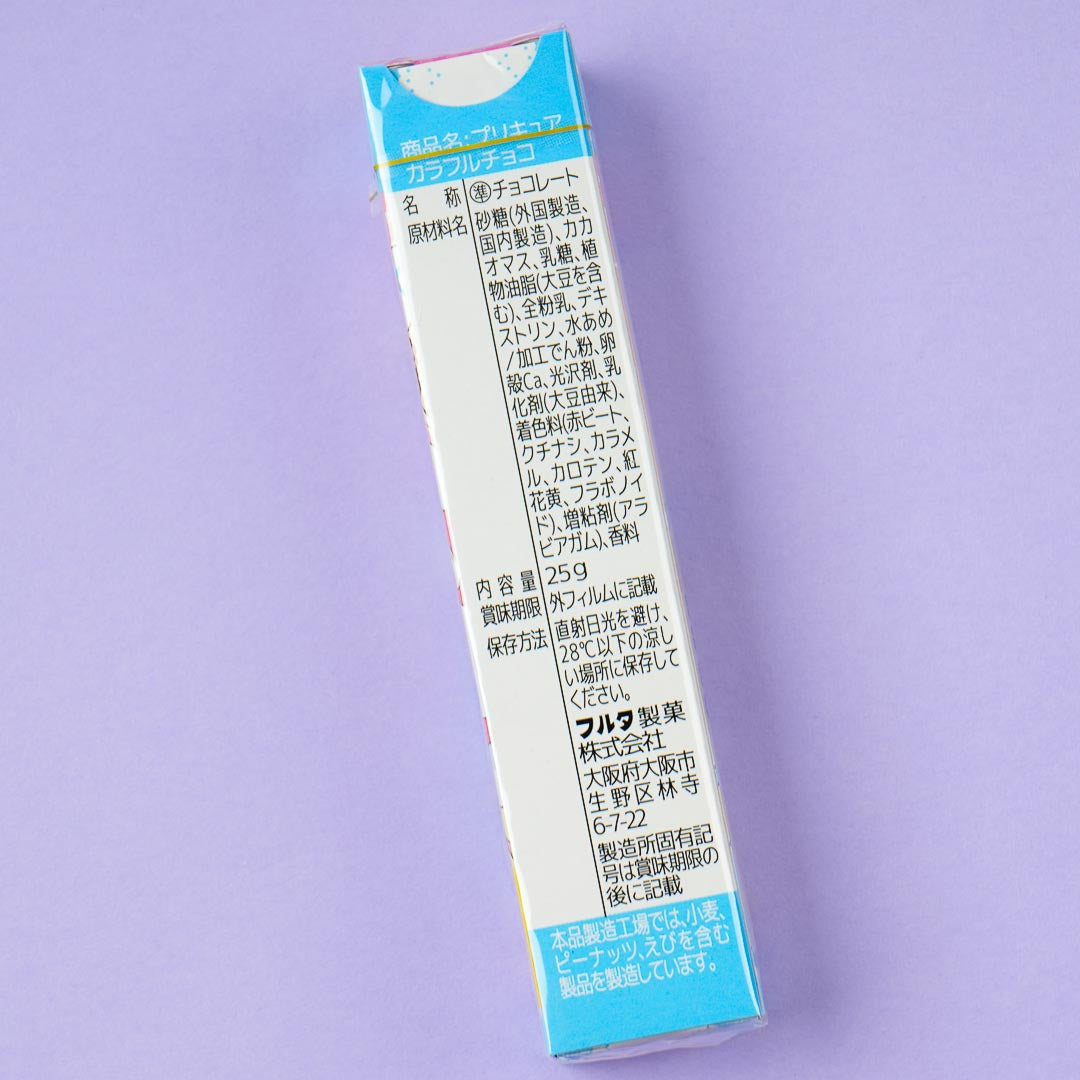 商品名:プリキュア
カラフルチョコ
名称 準チョコレート
原材料名 砂糖(外国製造、
国内製造)、カカ
オマス、乳糖、植
物油脂(大豆を含
む)、全粉乳、デキ
ストリン、水あめ
/加工でん粉、卵
殻Ca、光沢剤、乳
化剤(大豆由来)、
着色料(赤ビート、
クチナシ、カラメ
ル、カロテン、紅
花黄、フラボノイ
ド)、増粘剤(アラ
ビアガム)、香料
内容量 25g
賞味期限 外フィルムに記載
保存方法 直射日光を避け、
28℃以下の涼し
い場所に保存して
ください。
フルタ製菓
株式会社
大阪府大阪市
生野区林寺
6-7-22
製造所固有記
号は賞味期限の
後に記載
本品製造工場では、小麦、
ピーナッツ、えびを含む
製品を製造しています。